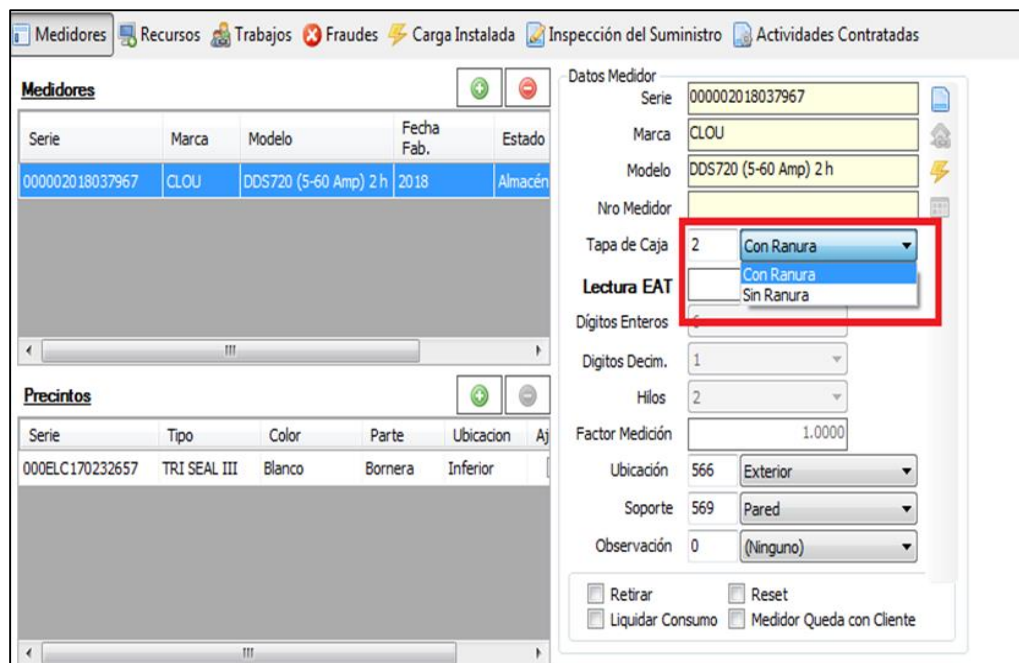 Medidores Recursos Trabajos Fraudes Carga Instalada Inspección del Suministro Actividades Contratadas
Medidores
Serie Marca Modelo Fecha Fab. Estado
000002018037967 CLOU DDS720 (5-60 Amp) 2 h 2018 Almacén
Precintos
Serie Tipo Color Parte Ubicacion Aj
000ELC170232657 TRI SEAL III Blanco Bornera Inferior
Datos Medidor
Serie 000002018037967
Marca CLOU
Modelo DDS720 (5-60 Amp) 2 h
Nro Medidor
Tapa de Caja 2 Con Ranura
Con Ranura
Sin Ranura
Lectura EAT
Dígitos Enteros
Digitos Decim. 1
Hilos 2
Factor Medición 1.0000
Ubicación 566 Exterior
Soporte 569 Pared
Observación 0 (Ninguno)
Retirar Reset
Liquidar Consumo Medidor Queda con Cliente